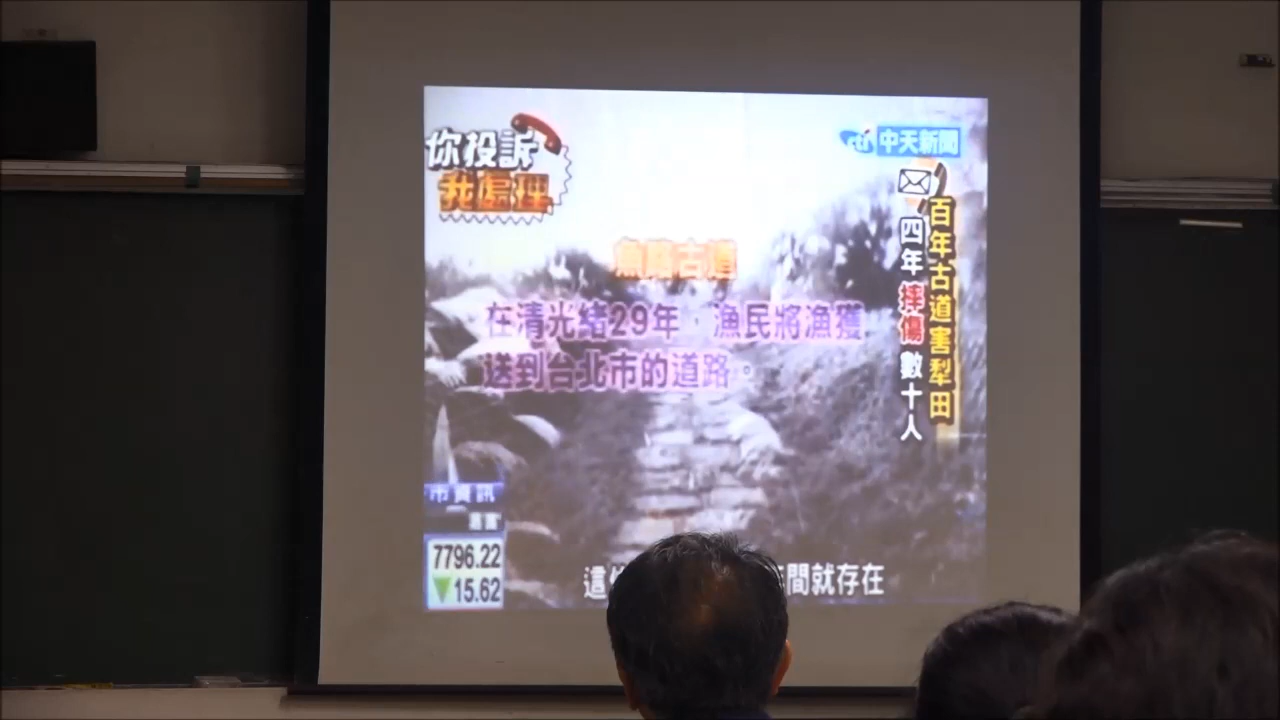 你投訴
我處理
中天新聞
百年古道害犁田
四年摔傷數十人
魚路古道
在清光緒29年，漁民將漁獲
送到台北市的道路。
市資訊
7796.22
▼15.62
這
間就存在